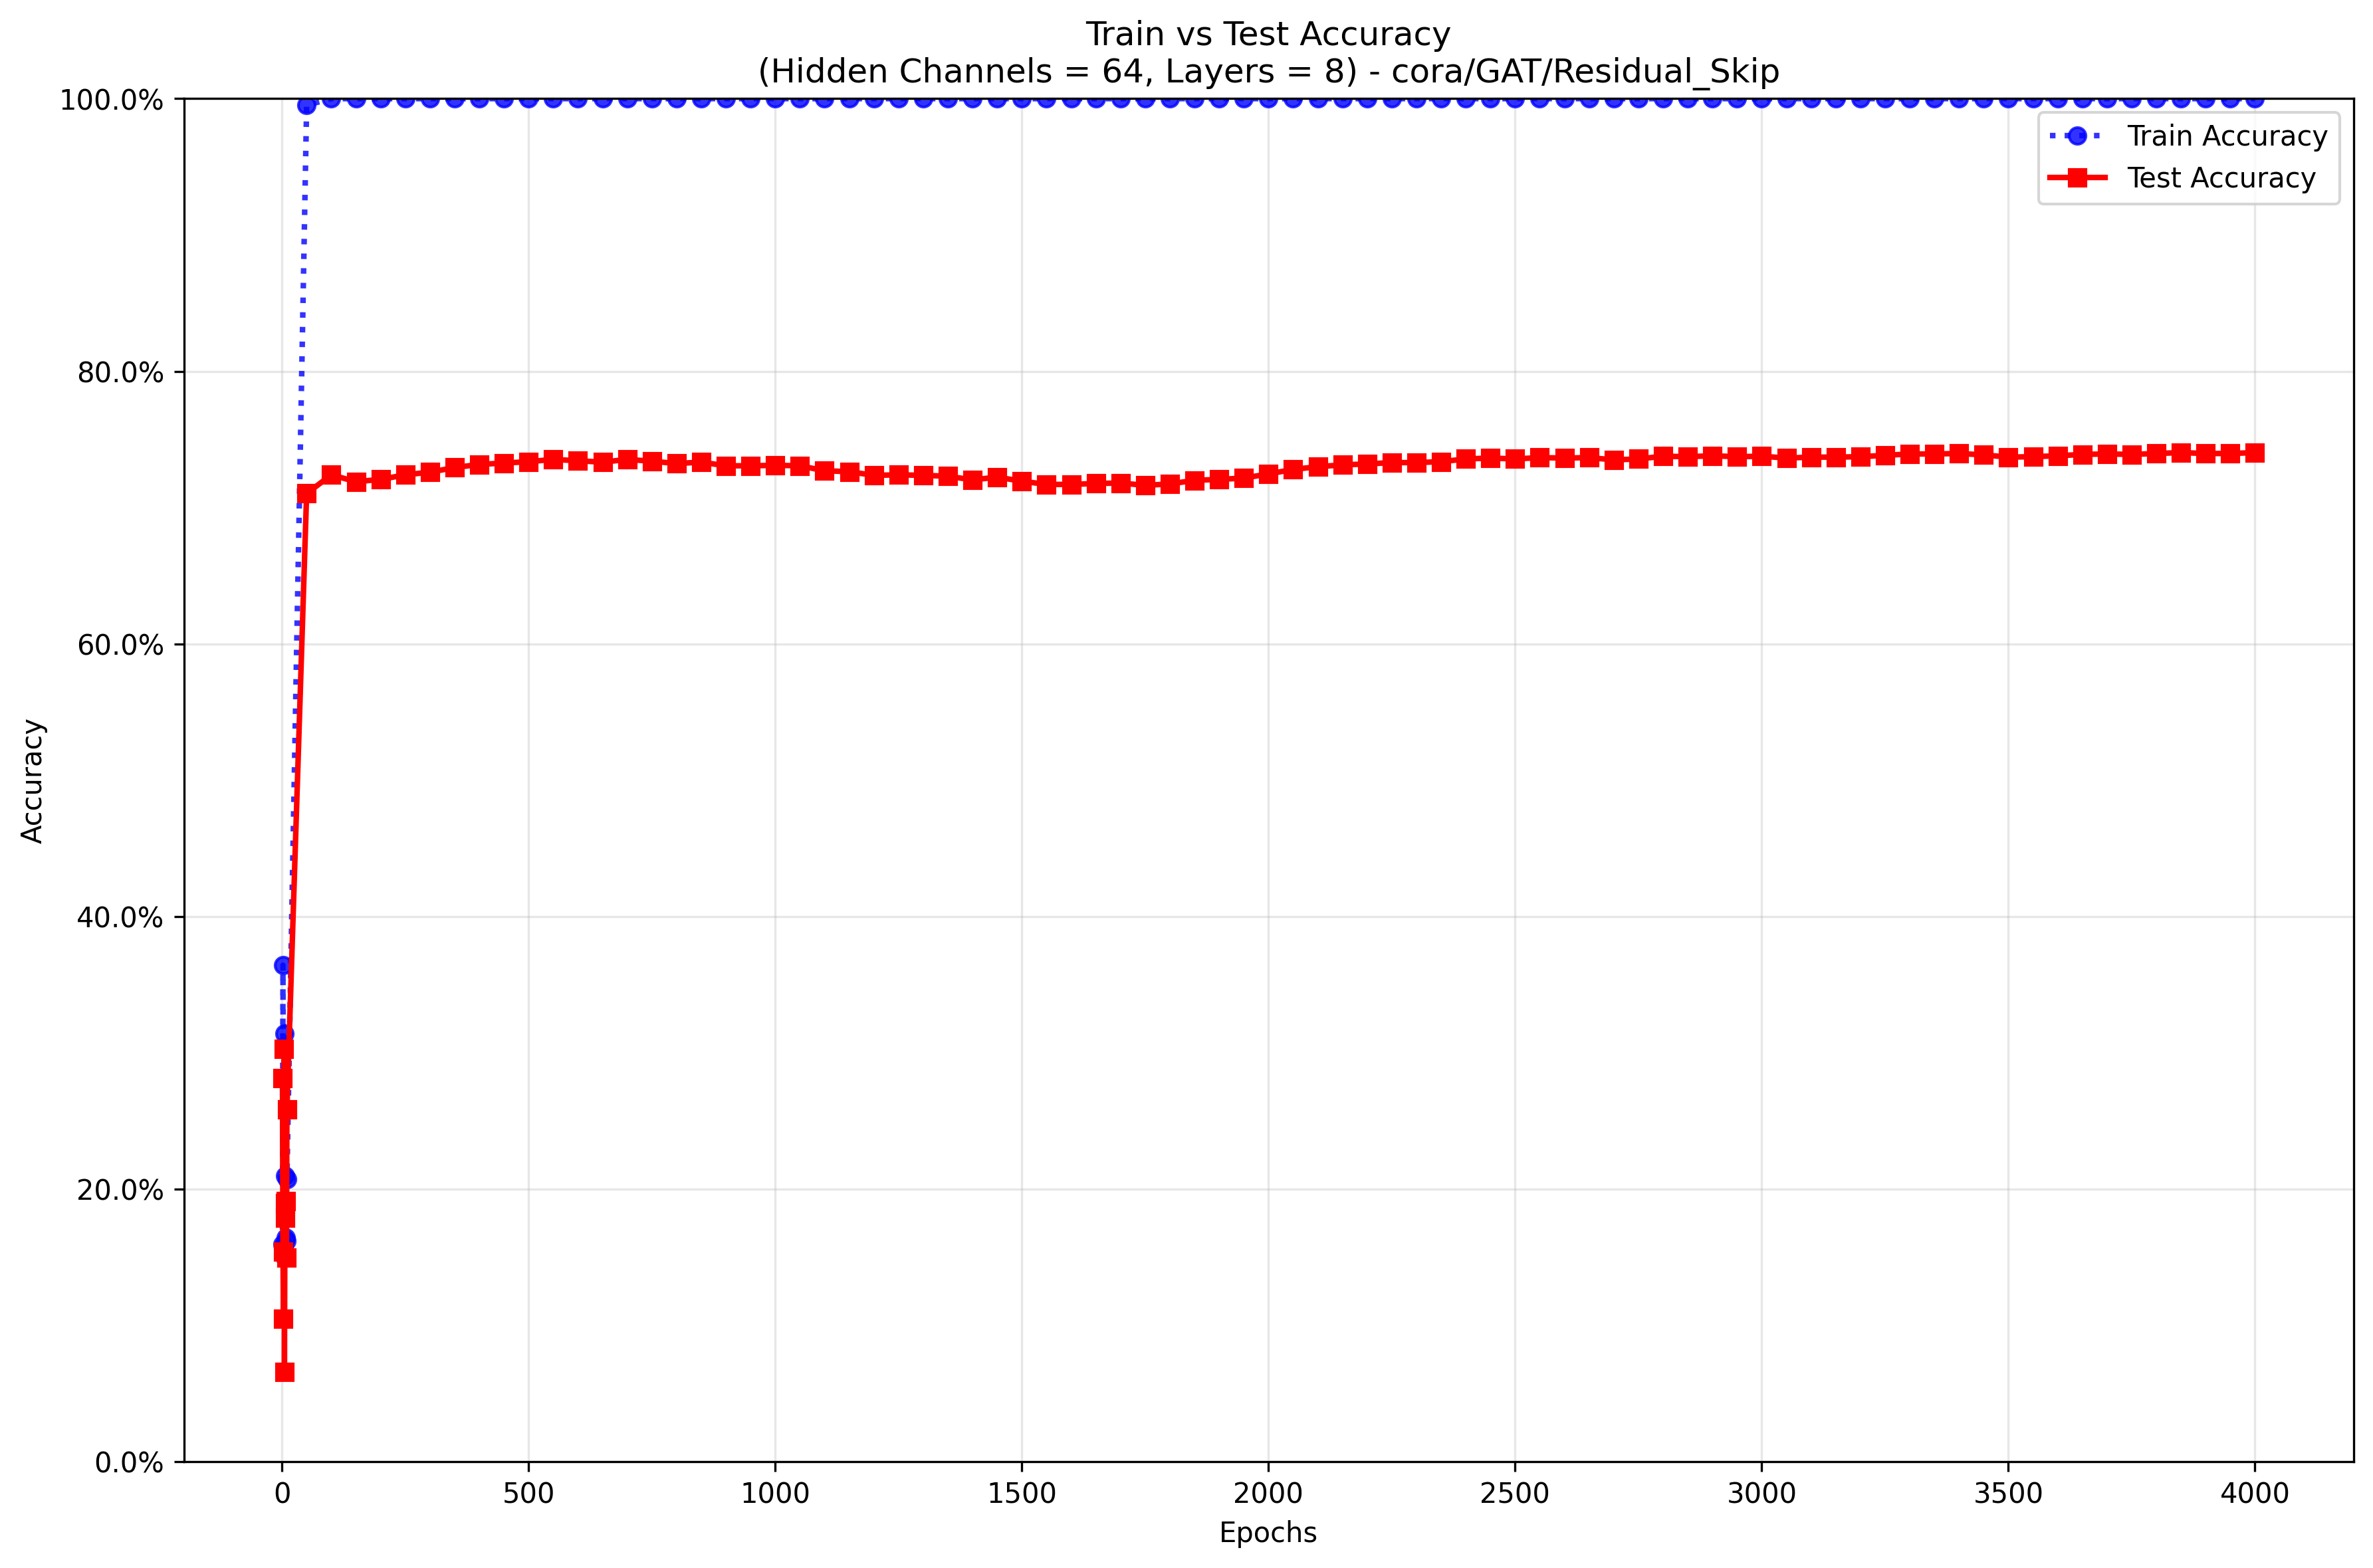 Train vs Test Accuracy
(Hidden Channels = 64, Layers = 8) - cora/GAT/Residual_Skip
100.0%
80.0%
60.0%
40.0%
20.0%
0.0%
Accuracy
Train Accuracy
Test Accuracy
0 500 1000 1500 2000 2500 3000 3500 4000
Epochs